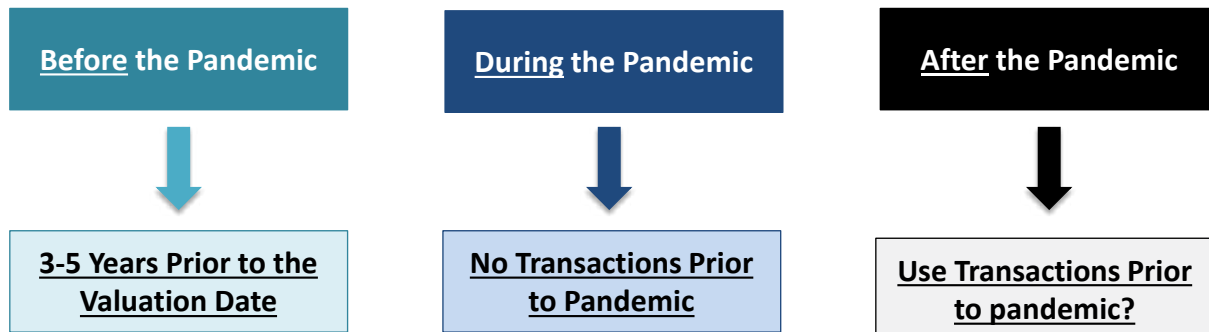 Before the Pandemic
During the Pandemic
After the Pandemic
3-5 Years Prior to the
Valuation Date
No Transactions Prior
to Pandemic
Use Transactions Prior
to pandemic?